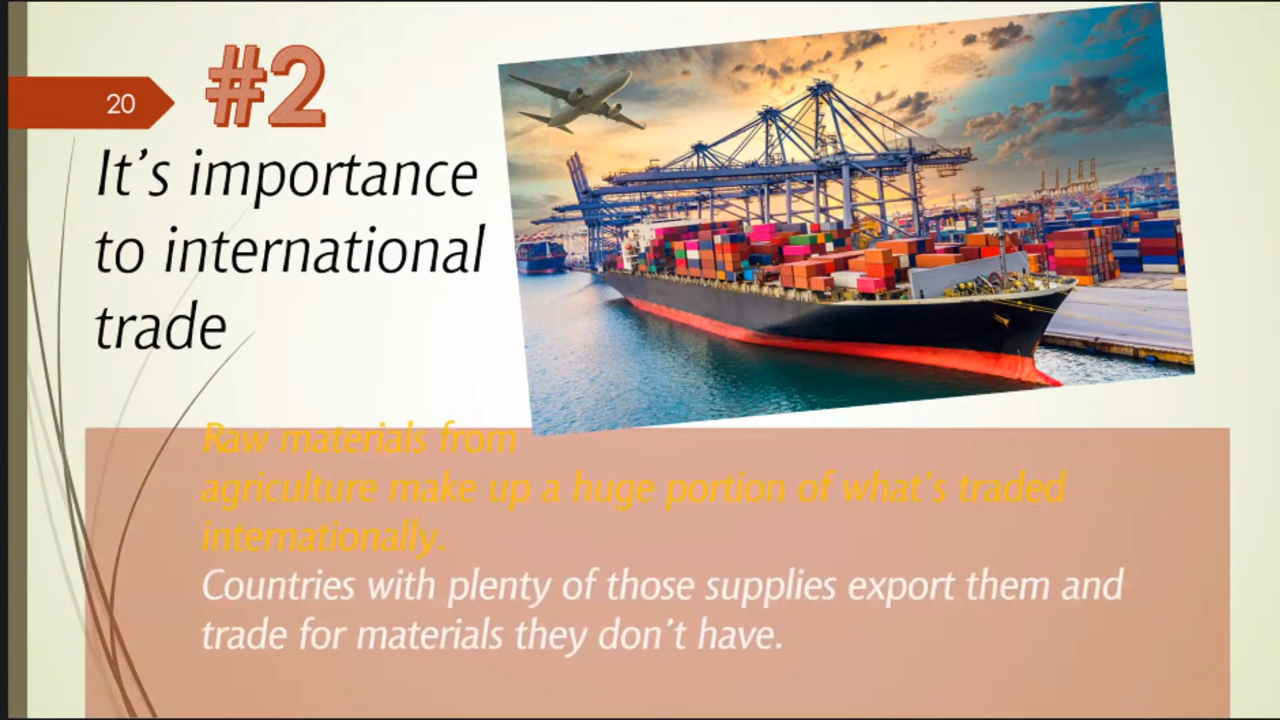 20
#2
It's importance
to international
trade
Raw materials from
agriculture make up a huge portion of what's traded
internationally.
Countries with plenty of those supplies export them and
trade for materials they don't have.